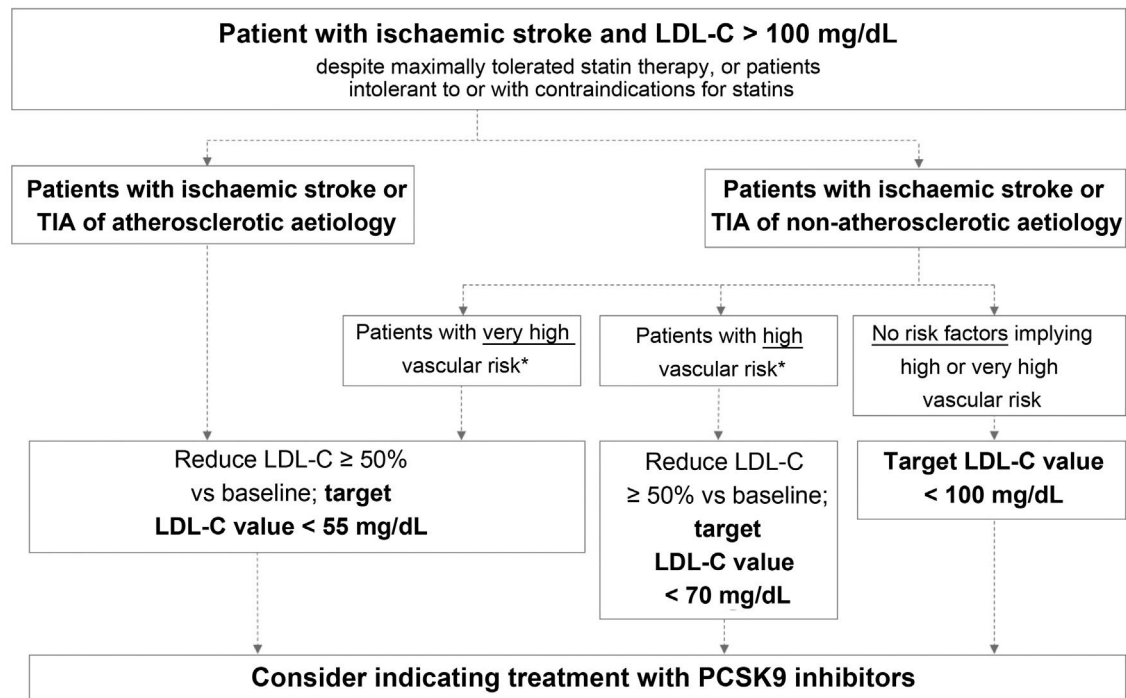 Patient with ischaemic stroke and LDL-C > 100 mg/dL
despite maximally tolerated statin therapy, or patients
intolerant to or with contraindications for statins
Patients with ischaemic stroke or
TIA of atherosclerotic aetiology
Patients with ischaemic stroke or
TIA of non-atherosclerotic aetiology
Patients with very high
vascular risk*
Patients with high
vascular risk*
No risk factors implying
high or very high
vascular risk
Reduce LDL-C ≥ 50%
vs baseline; target
LDL-C value < 55 mg/dL
Reduce LDL-C
≥ 50% vs baseline;
target
LDL-C value
< 70 mg/dL
Target LDL-C value
< 100 mg/dL
Consider indicating treatment with PCSK9 inhibitors